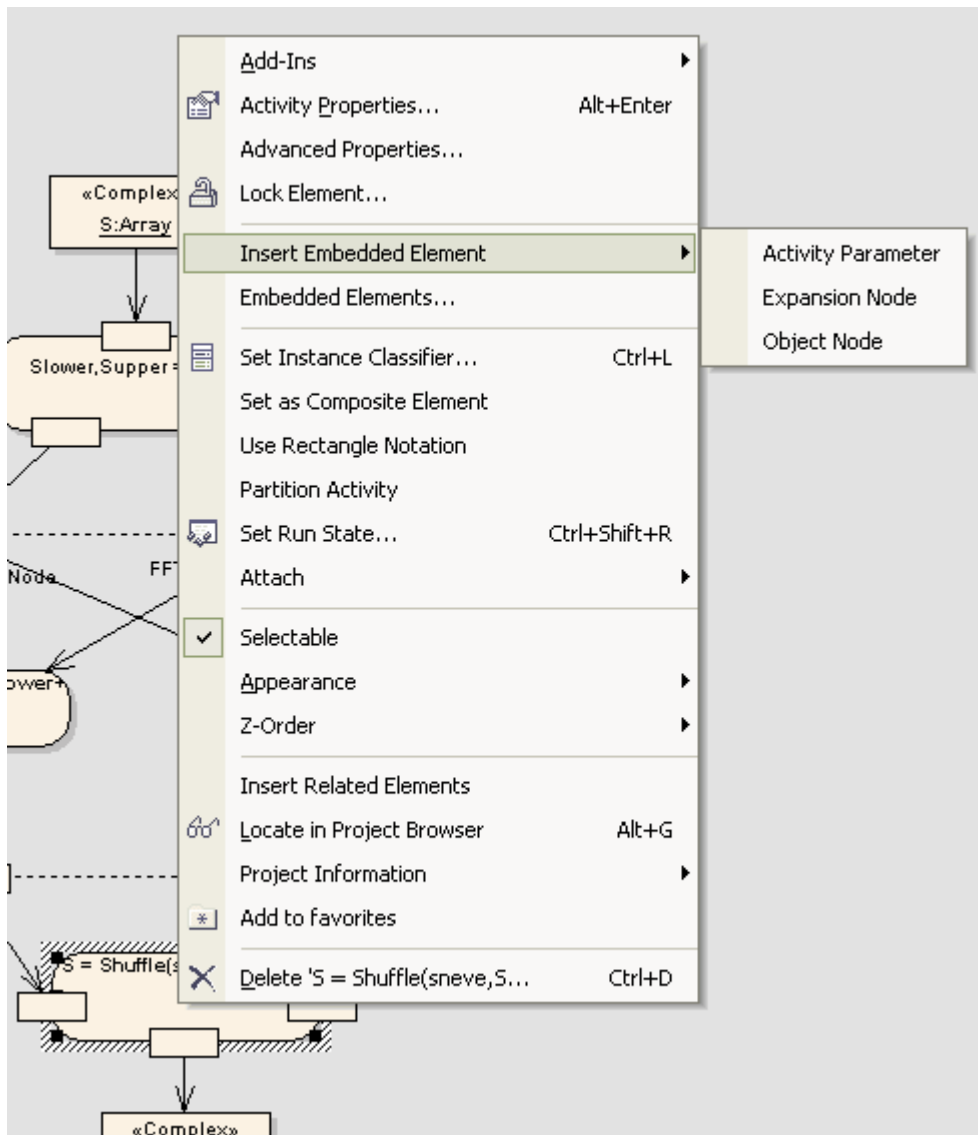 Add-Ins
Activity Properties... Alt+Enter
Advanced Properties...
«Complex
Lock Element...
S:Array
Insert Embedded Element
Activity Parameter
Embedded Elements...
Expansion Node
Object Node
Set Instance Classifier... Ctrl+L
Slower,Supper=
Set as Composite Element
Use Rectangle Notation
Partition Activity
Set Run State... Ctrl+Shift+R
Node
FF
Attach
Selectable
ower+
Appearance
Z-Order
Insert Related Elements
Locate in Project Browser Alt+G
Project Information
Add to favorites
S = Shuffle(s
Delete 'S = Shuffle(sneve,S... Ctrl+D
«Complex»